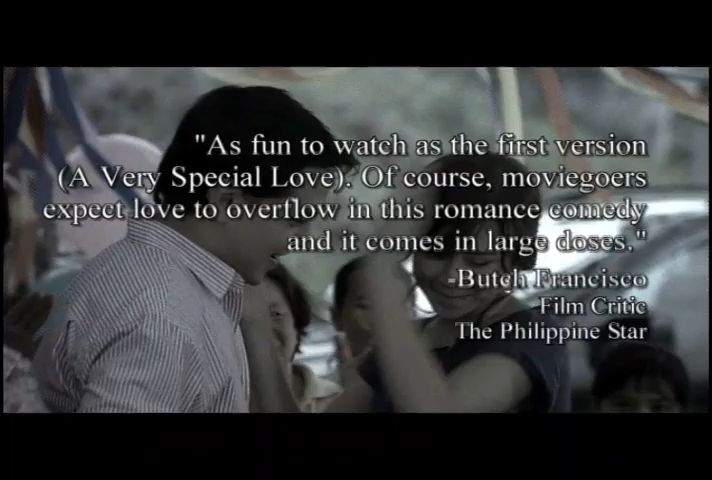 "As fun to watch as the first version
(A Very Special Love). Of course, moviegoers
expect love to overflow in this romance comedy
and it comes in large doses."
-Butch Francisco
Film Critic
The Philippine Star